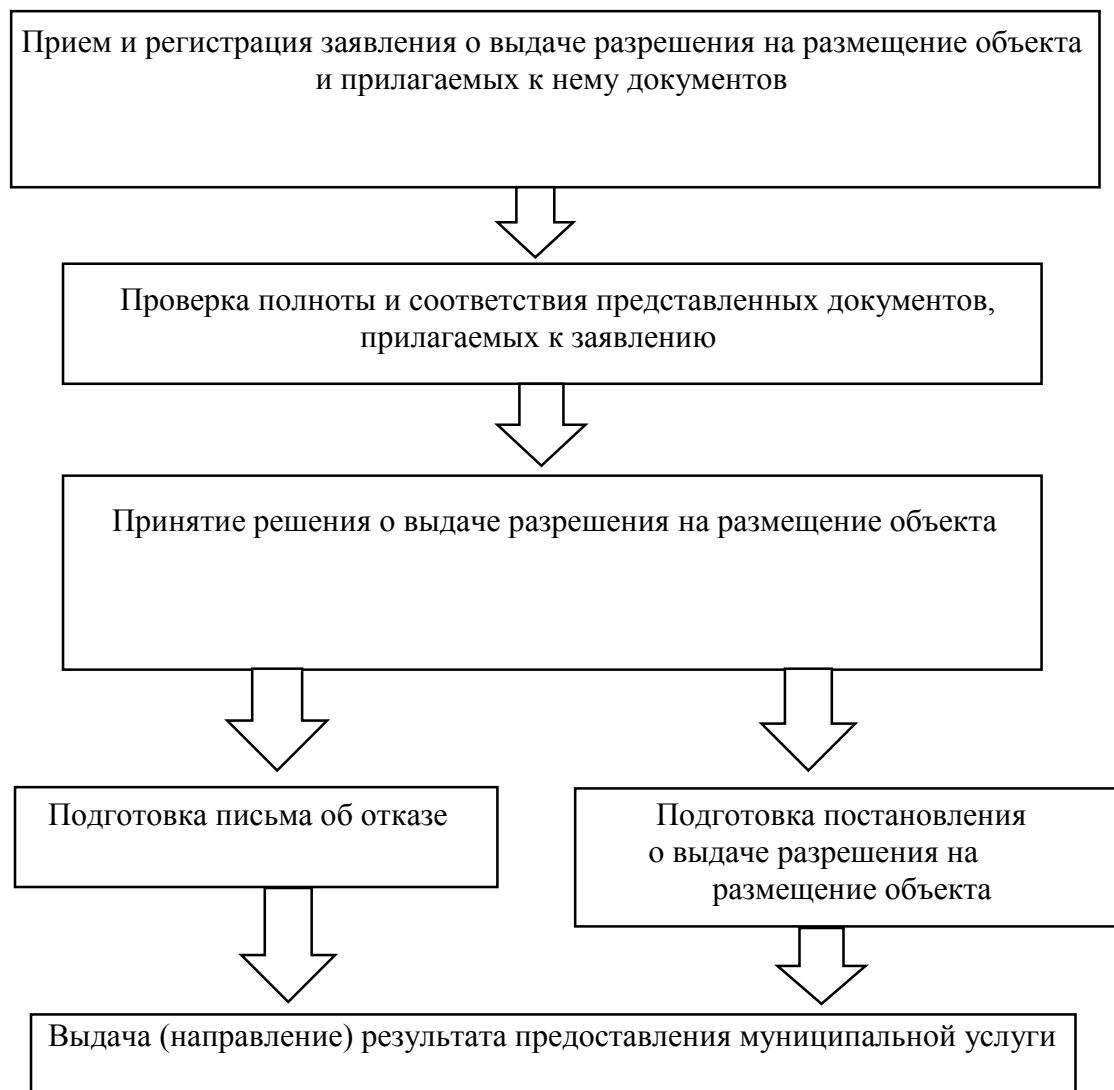 Прием и регистрация заявления о выдаче разрешения на размещение объекта
и прилагаемых к нему документов
Проверка полноты и соответствия представленных документов,
прилагаемых к заявлению
Принятие решения о выдаче разрешения на размещение объекта
Подготовка письма об отказе
Подготовка постановления
о выдаче разрешения на
размещение объекта
Выдача (направление) результата предоставления муниципальной услуги